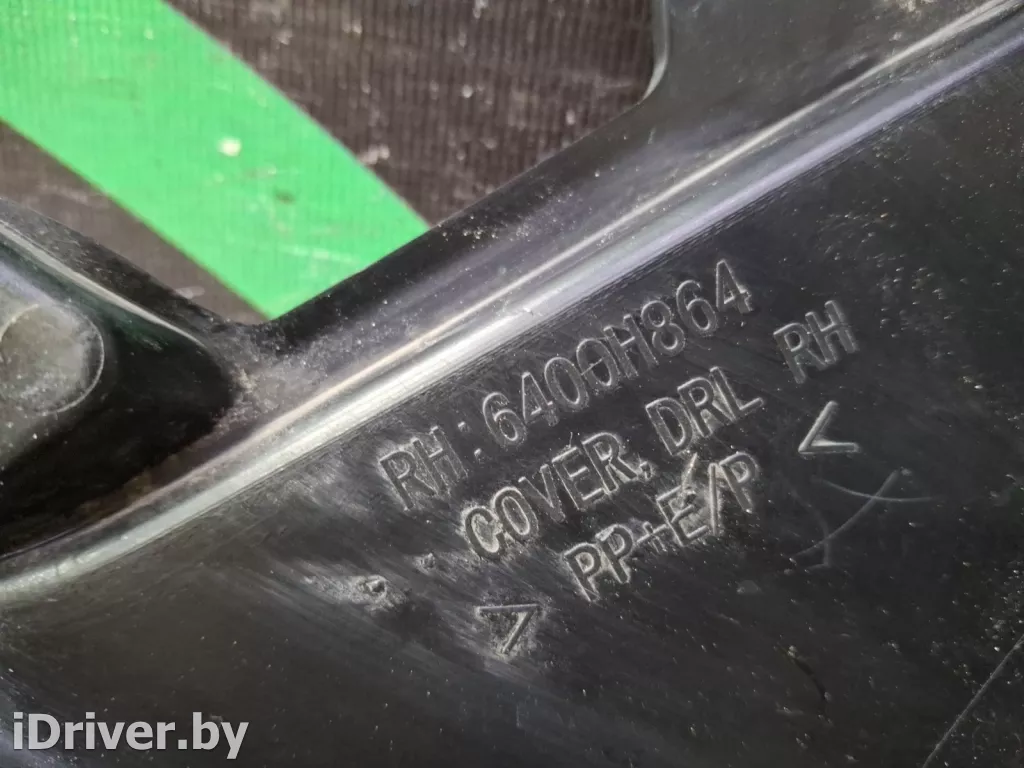 RH: 6400H864
COVER, DRL RH
>PP+E/P<
iDriver.by